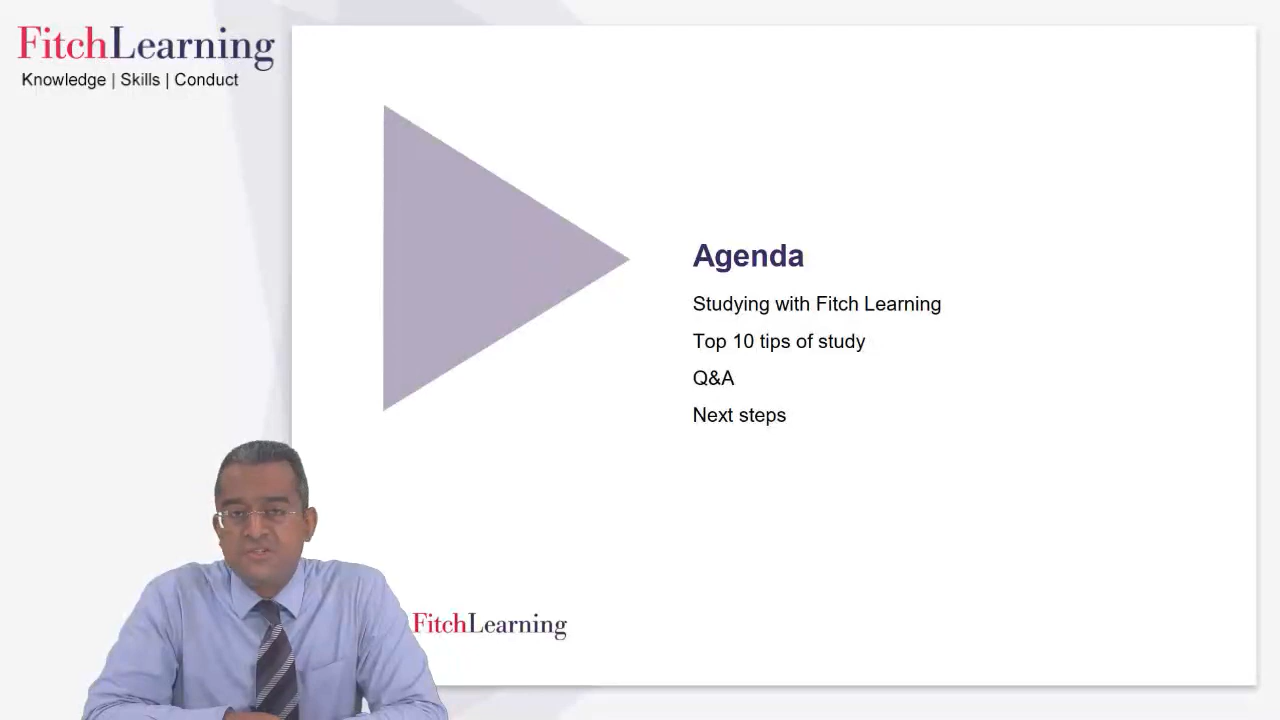 FitchLearning
Knowledge | Skills | Conduct
Agenda
Studying with Fitch Learning
Top 10 tips of study
Q&A
Next steps
FitchLearning